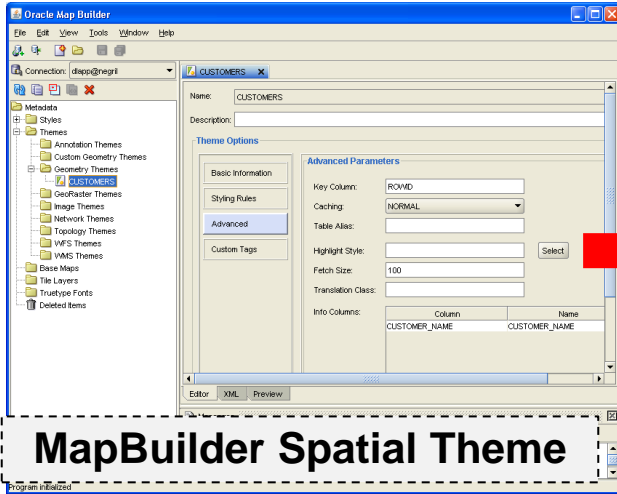 Oracle Map Builder
File Edit View Tools Window Help
Connection: diapp@negril
CUSTOMERS
Metadata
Styles
Themes
Annotation Themes
Custom Geometry Themes
Geometry Themes
CUSTOMERS
GeoRaster Themes
Image Themes
Network Themes
Topology Themes
WFS Themes
WMS Themes
Base Maps
Tile Layers
Truetype Fonts
Deleted Items
Name: CUSTOMERS
Description:
Theme Options
Basic Information
Styling Rules
Advanced
Custom Tags
Advanced Parameters
Key Column: ROWID
Caching: NORMAL
Table Alias:
Highlight Style: Select
Fetch Size: 100
Translation Class:
Info Columns: Column Name
CUSTOMER_NAME CUSTOMER_NAME
Editor XML Preview
MapBuilder Spatial Theme
Program initialized